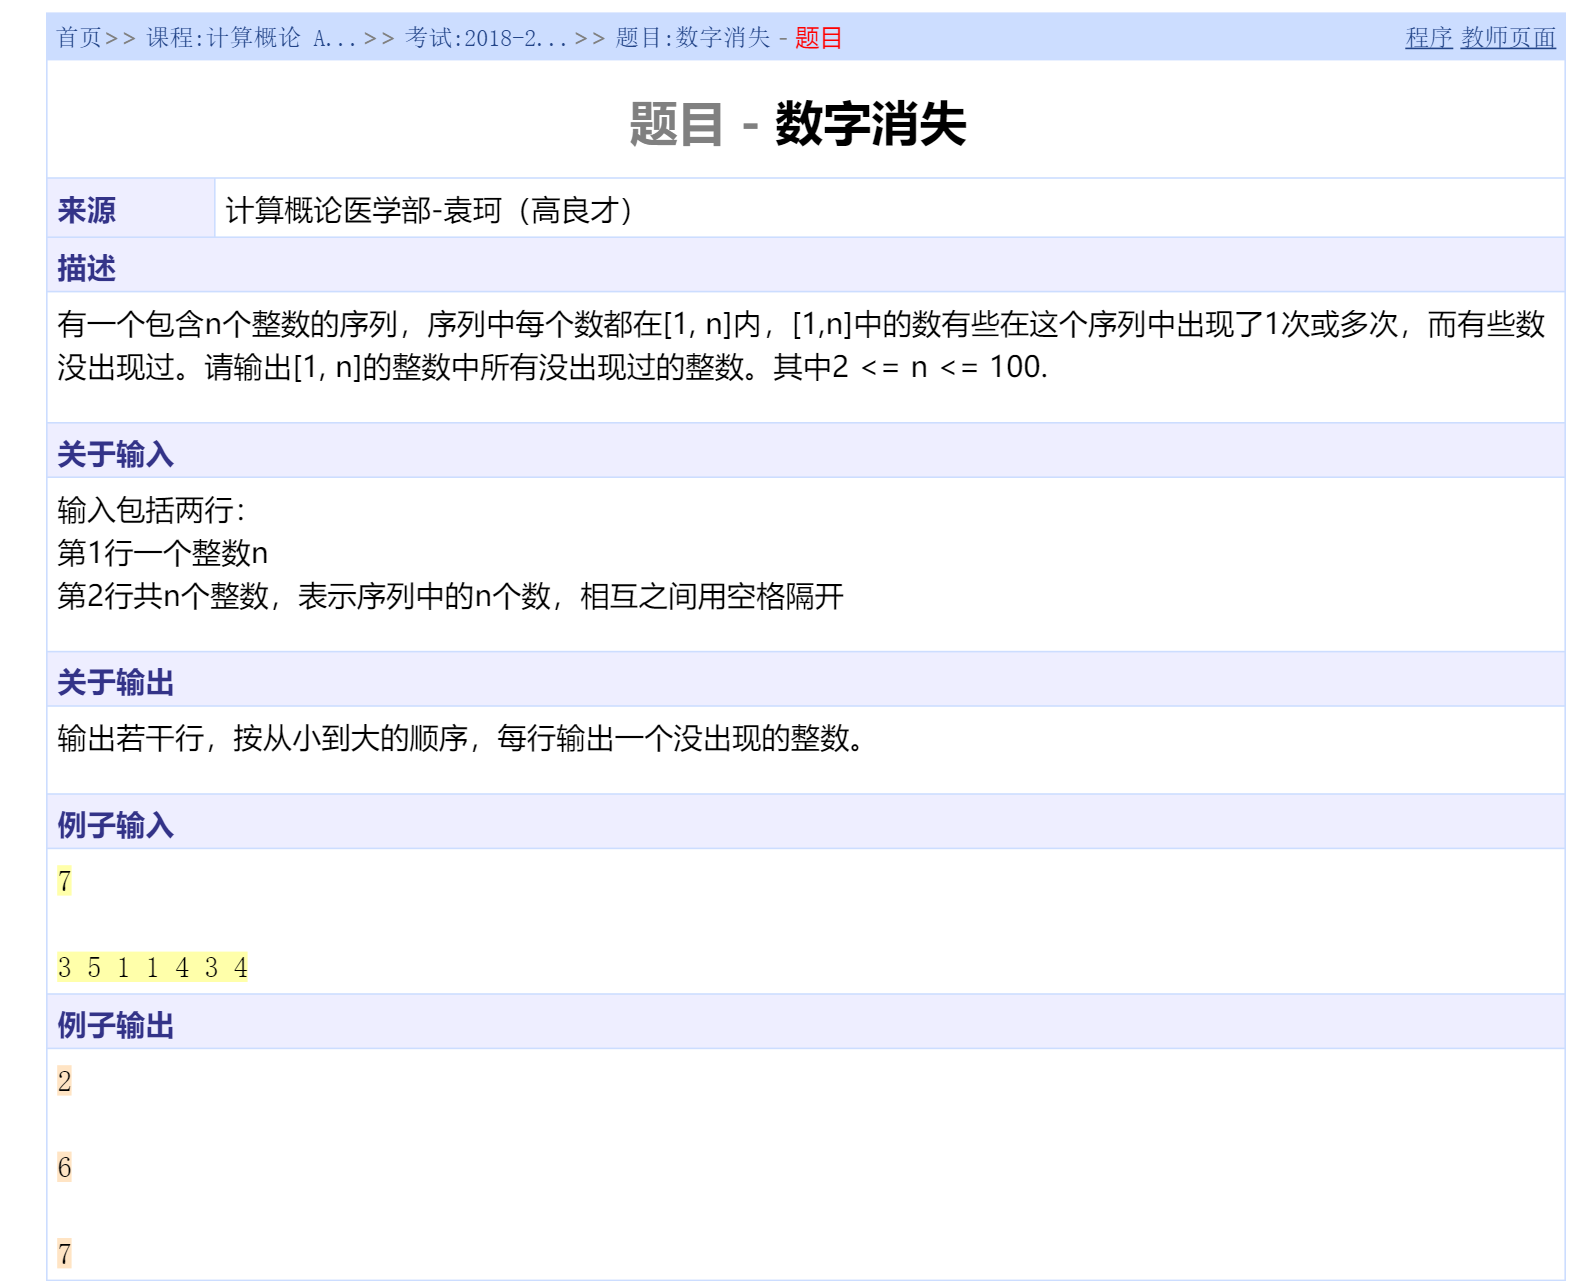 首页>> 课程:计算概论 A...>> 考试:2018-2...>> 题目:数字消失 - 题目 程序 教师页面
题目 - 数字消失
来源 计算概论医学部-袁珂（高良才）
描述
有一个包含n个整数的序列，序列中每个数都在[1, n]内，[1,n]中的数有些在这个序列中出现了1次或多次，而有些数
没出现过。请输出[1, n]的整数中所有没出现过的整数。其中2 <= n <= 100.
关于输入
输入包括两行：
第1行一个整数n
第2行共n个整数，表示序列中的n个数，相互之间用空格隔开
关于输出
输出若干行，按从小到大的顺序，每行输出一个没出现的整数。
例子输入
7
3 5 1 1 4 3 4
例子输出
2
6
7